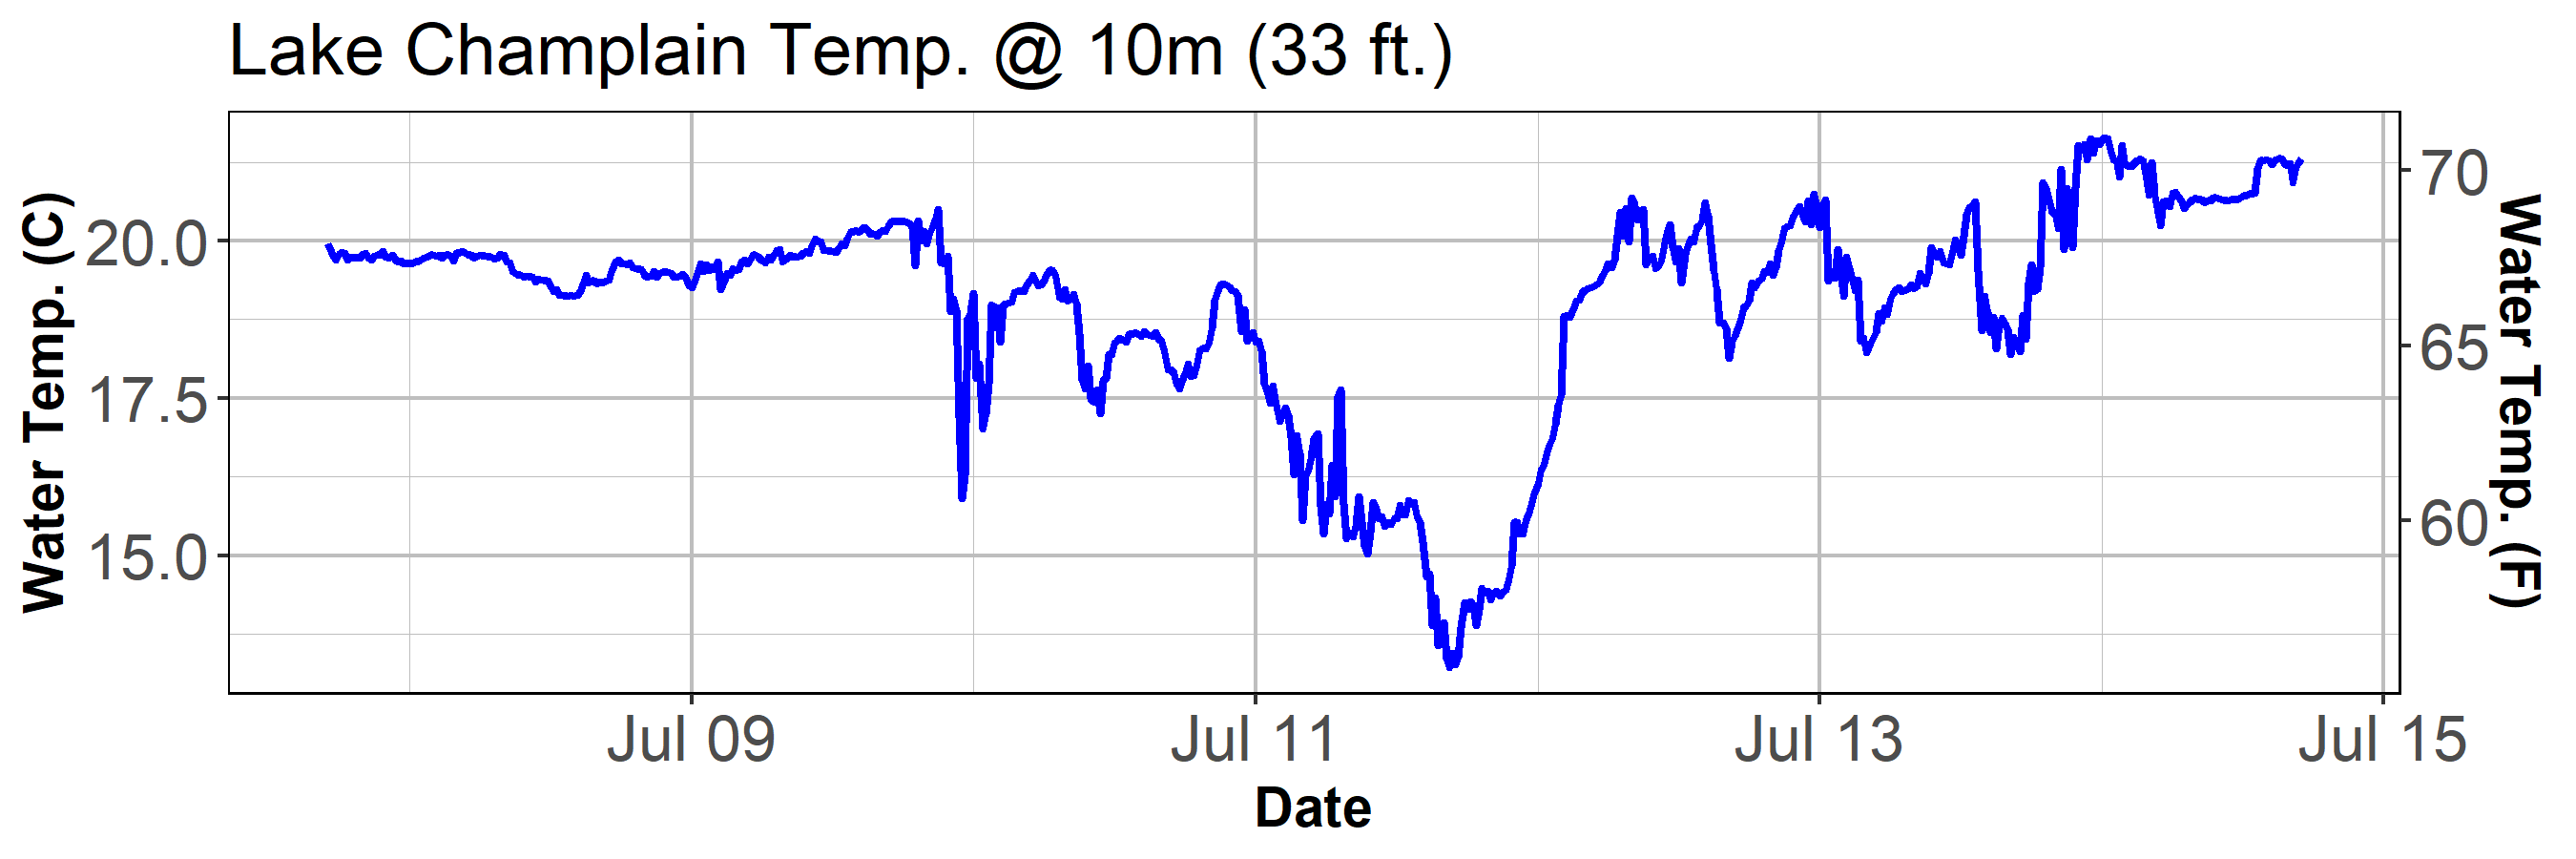 Lake Champlain Temp. @ 10m (33 ft.)
Water Temp. (C)
20.0
17.5
15.0
70
65
60
Water Temp. (F)
Jul 09 Jul 11 Jul 13 Jul 15
Date